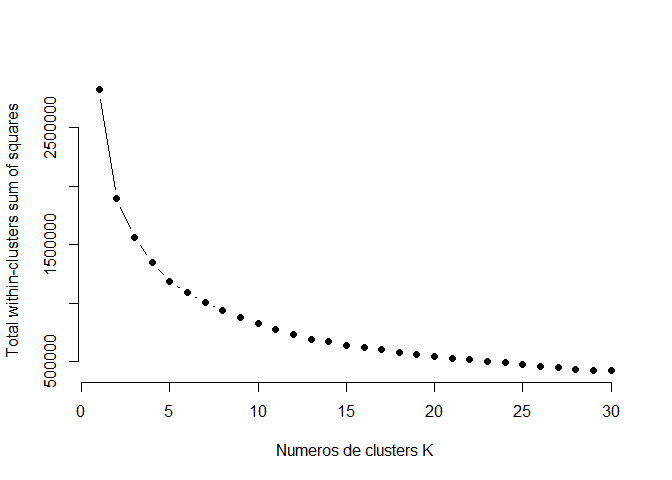 Total within-clusters sum of squares
2500000
1500000
500000
0 5 10 15 20 25 30
Numeros de clusters K